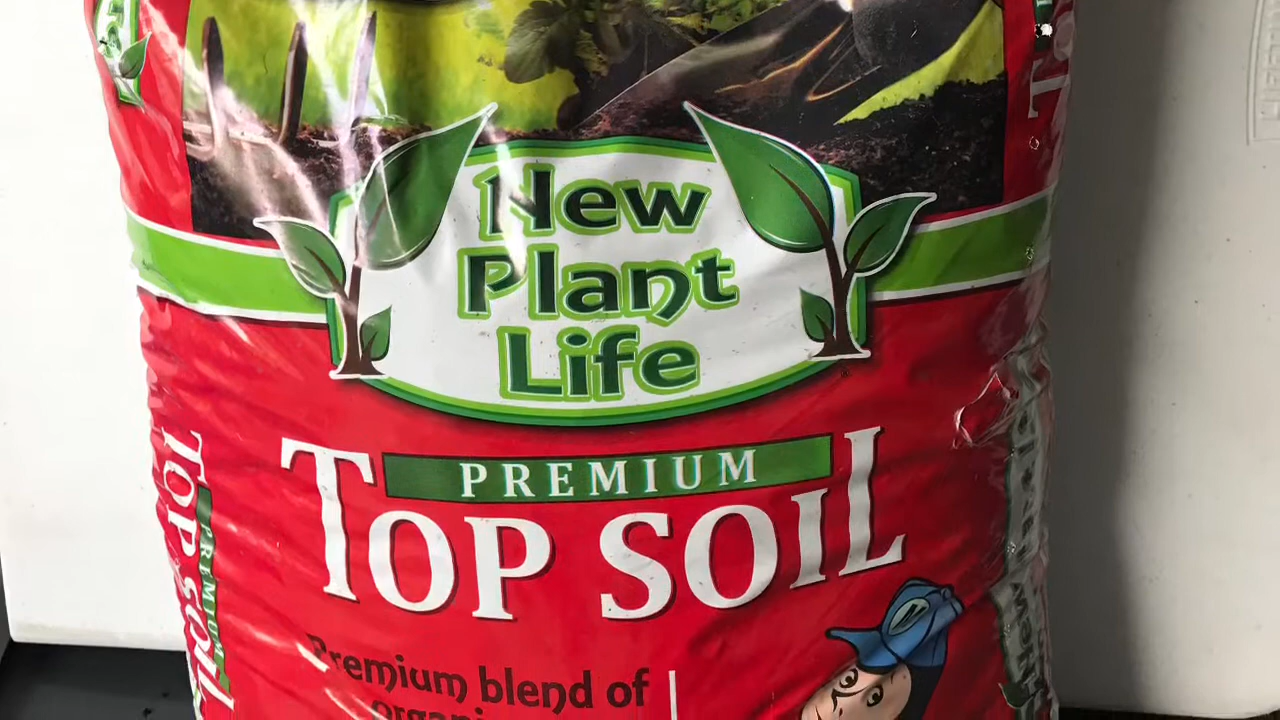 New
Plant
Life
PREMIUM
TOP SOIL
Premium blend of
TOP SOIL
PREMIUM